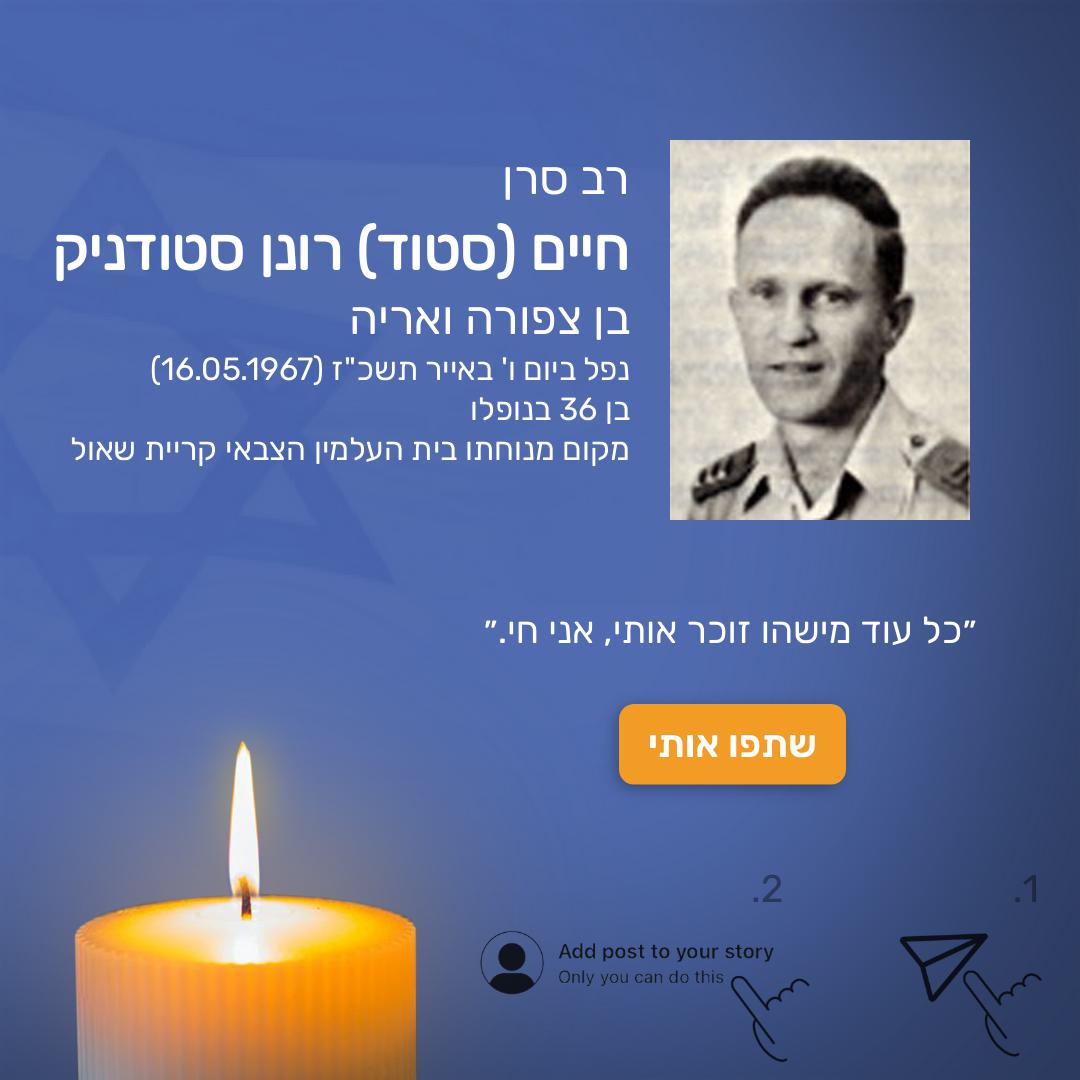 רב סרן
חיים (סטוד) רונן סטודניק
בן צפורה ואריה
נפל ביום ו' באייר תשכ"ז (16.05.1967)
בן 36 בנופלו
מקום מנוחתו בית העלמין הצבאי קריית שאול
״כל עוד מישהו זוכר אותי, אני חי.״
שתפו אותי
1.
2.
Add post to your story
Only you can do this